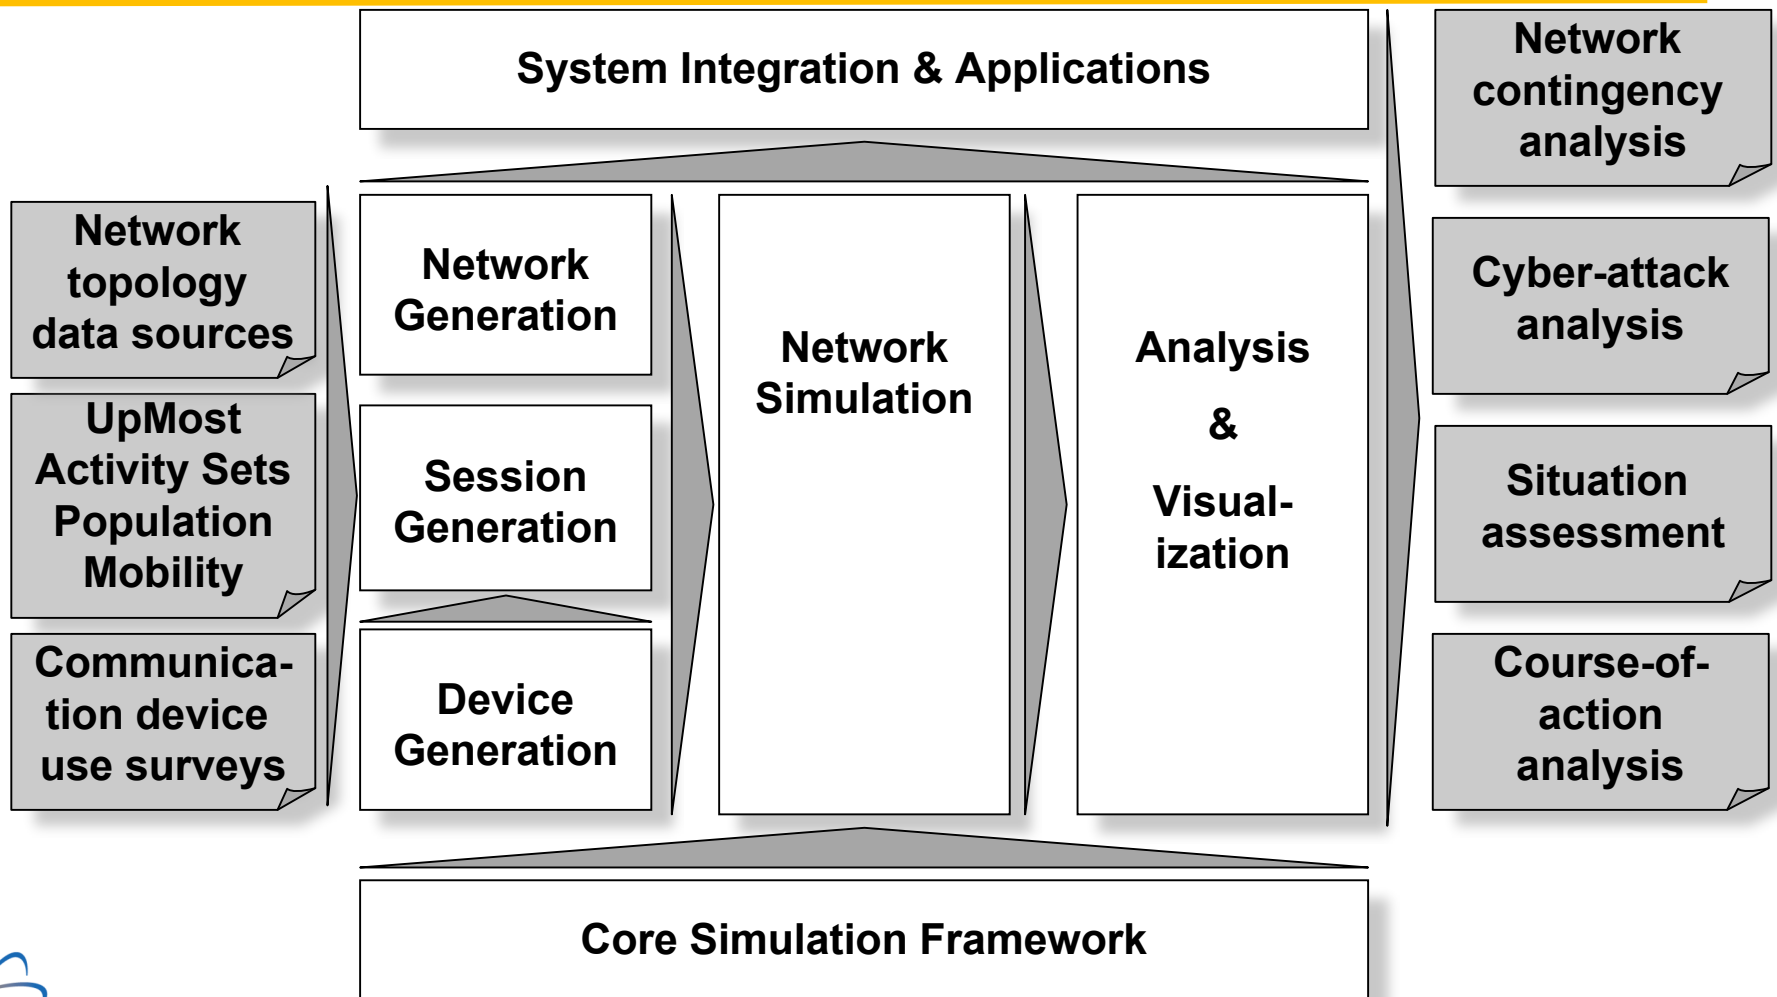 System Integration & Applications
Network
topology
data sources
UpMost
Activity Sets
Population
Mobility
Communica-
tion device
use surveys
Network
Generation
Session
Generation
Device
Generation
Network
Simulation
Analysis
&
Visual-
ization
Core Simulation Framework
Network
contingency
analysis
Cyber-attack
analysis
Situation
assessment
Course-of-
action
analysis